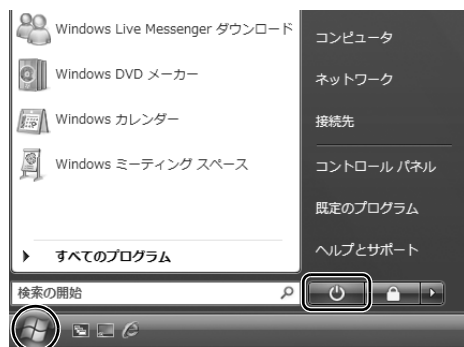 Windows Live Messenger ダウンロード
Windows DVD メーカー
Windows カレンダー
Windows ミーティング スペース
すべてのプログラム
検索の開始
コンピュータ
ネットワーク
接続先
コントロール パネル
既定のプログラム
ヘルプとサポート